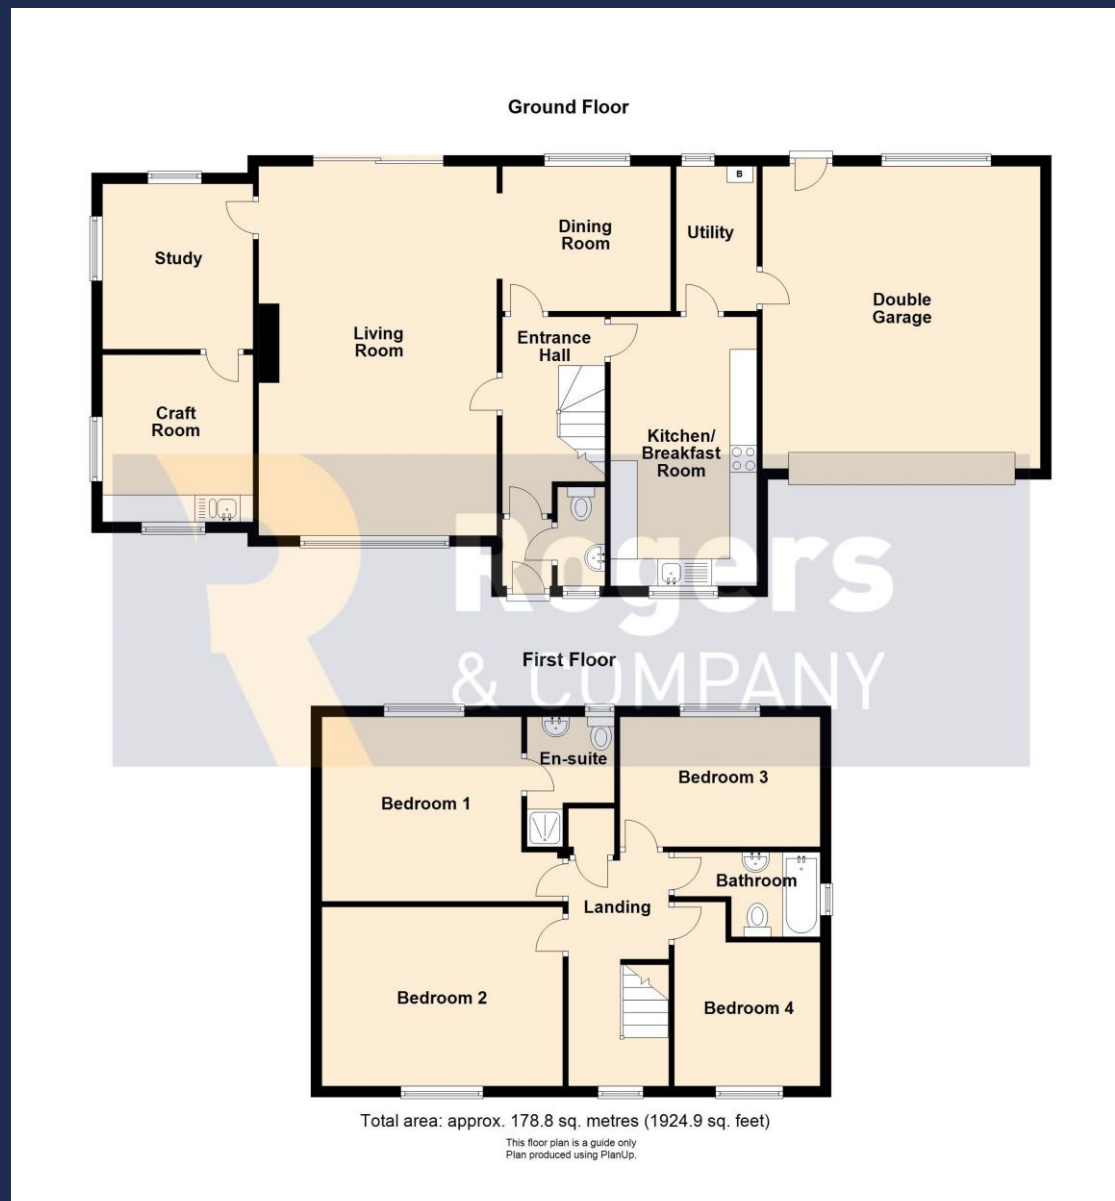 Ground Floor
Study
Craft
Room
Living
Room
Dining
Room
Entrance
Hall
Utility
B
Kitchen/
Breakfast
Room
Double
Garage
Rogers
& COMPANY
First Floor
Bedroom 1
En-suite
Bedroom 3
Bathroom
Landing
Bedroom 2
Bedroom 4
Total area: approx. 178.8 sq. metres (1924.9 sq. feet)
This floor plan is a guide only
Plan produced using PlanUp.